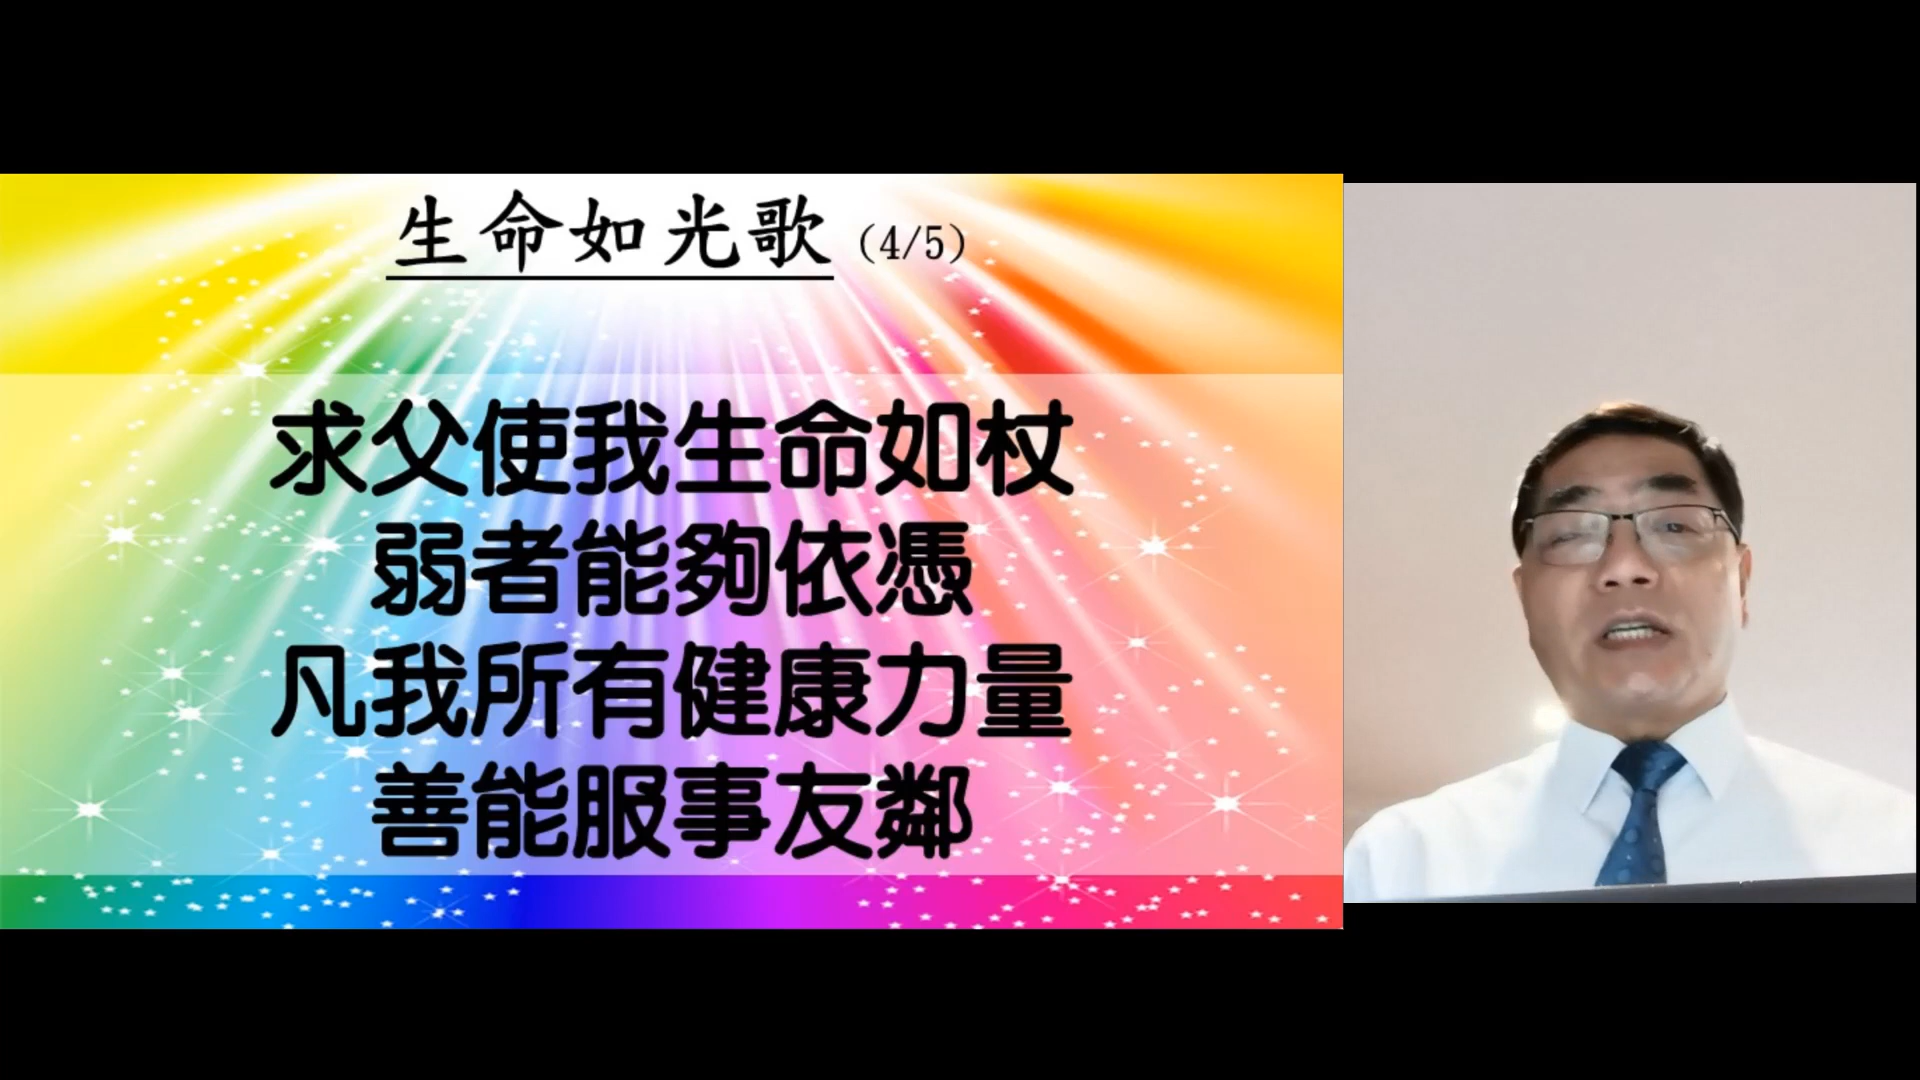 生命如光歌 (4/5)
求父使我生命如杖
弱者能夠依憑
凡我所有健康力量
善能服事友鄰